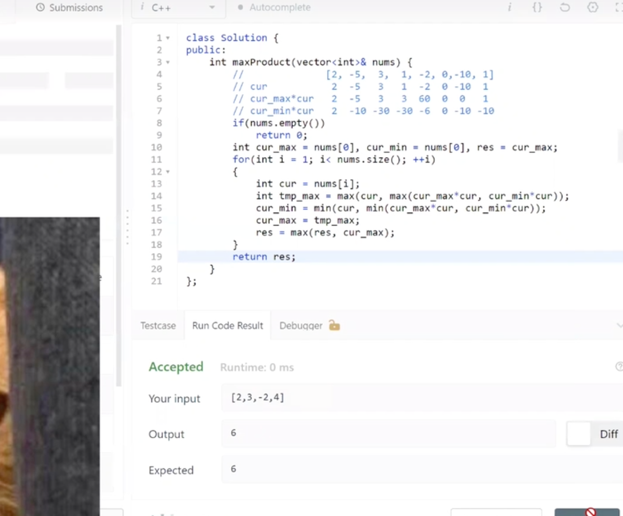 Submissions
i C++
Autocomplete
i {}
1 class Solution {
2 public:
3 int maxProduct(vector<int>& nums) {
4 // [2, -5, 3, 1, -2, 0,-10, 1]
5 // cur 2 -5 3 1 -2 0 -10 1
6 // cur_max*cur 2 -5 3 3 60 0 0 1
7 // cur_min*cur 2 -10 -30 -30 -6 0 -10 -10
8 if(nums.empty())
9 return 0;
10 int cur_max = nums[0], cur_min = nums[0], res = cur_max;
11 for(int i = 1; i< nums.size(); ++i)
12 {
13 int cur = nums[i];
14 int tmp_max = max(cur, max(cur_max*cur, cur_min*cur));
15 cur_min = min(cur, min(cur_max*cur, cur_min*cur));
16 cur_max = tmp_max;
17 res = max(res, cur_max);
18 }
19 return res;
20 }
21 };
Testcase Run Code Result Debugger
Accepted Runtime: 0 ms
Your input [2,3,-2,4]
Output 6 Diff
Expected 6